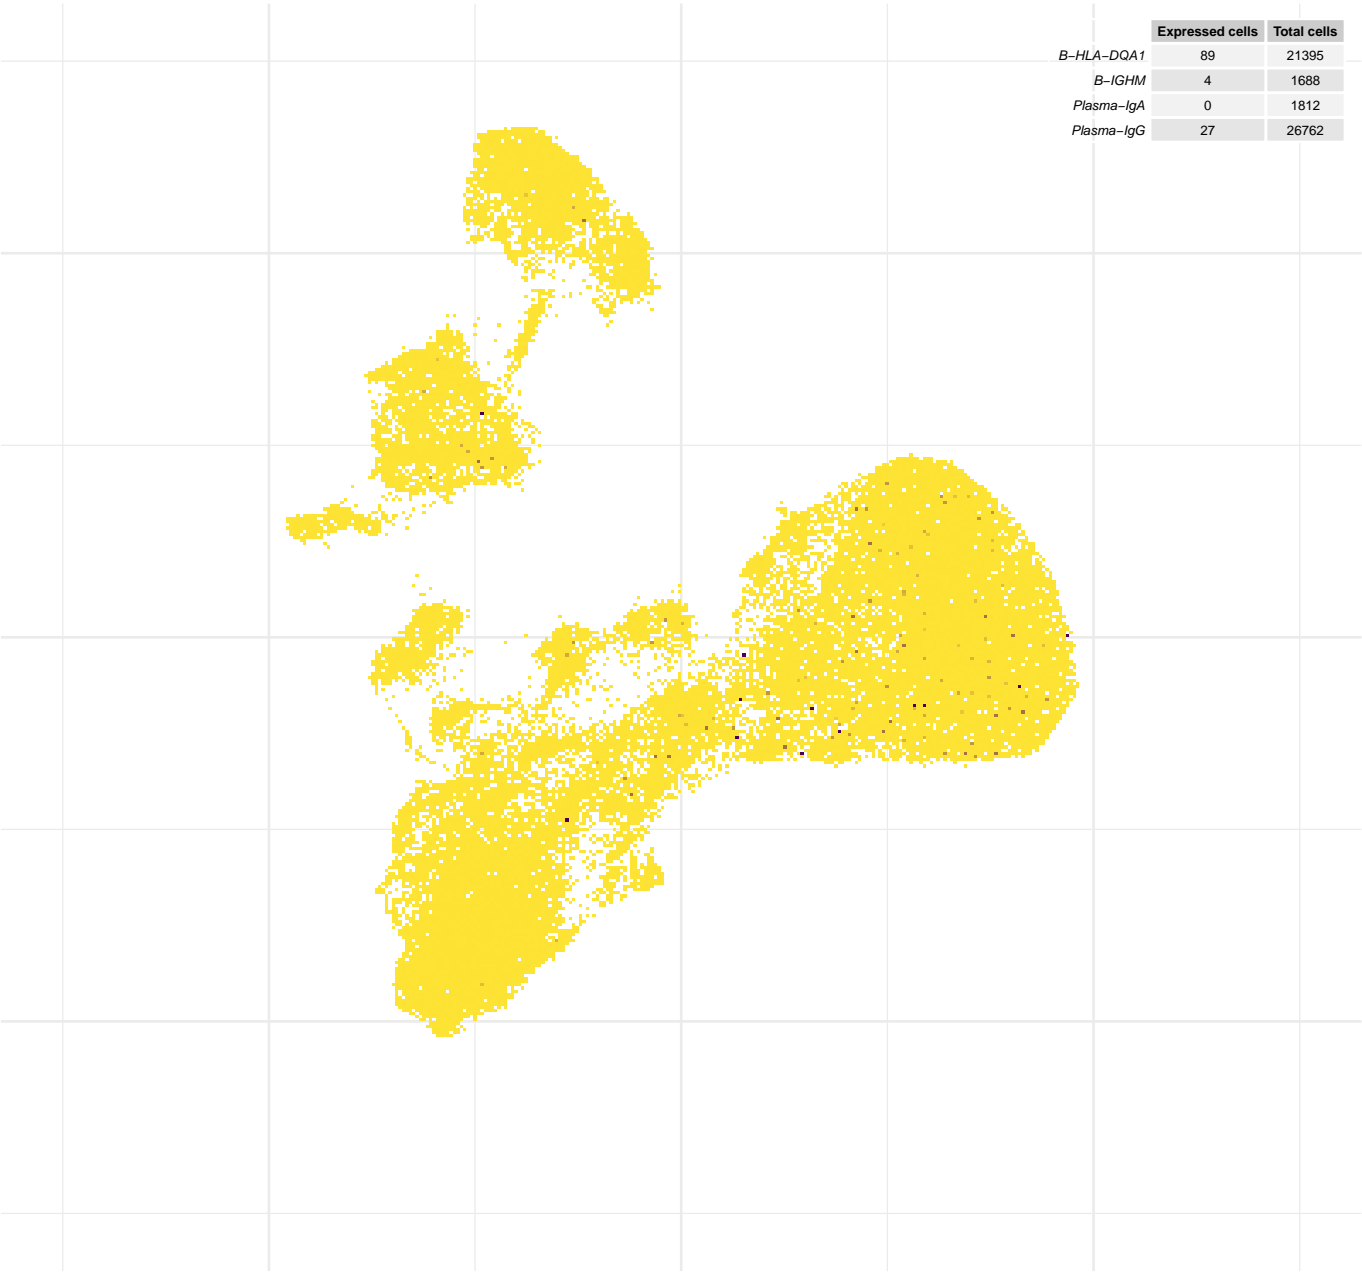 Expressed cells Total cells
B−HLA−DQA1 89 21395
B−IGHM 4 1688
Plasma−IgA 0 1812
Plasma−IgG 27 26762